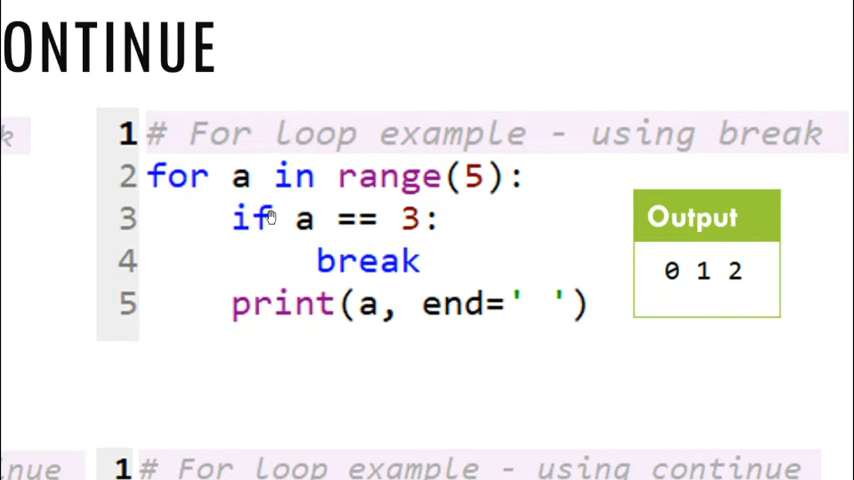 ONTINUE
k
1 # For loop example - using break
2 for a in range(5):
3     if a == 3:
4         break
5     print(a, end=' ')
Output
0 1 2
nue
1 # For loop example - using continue